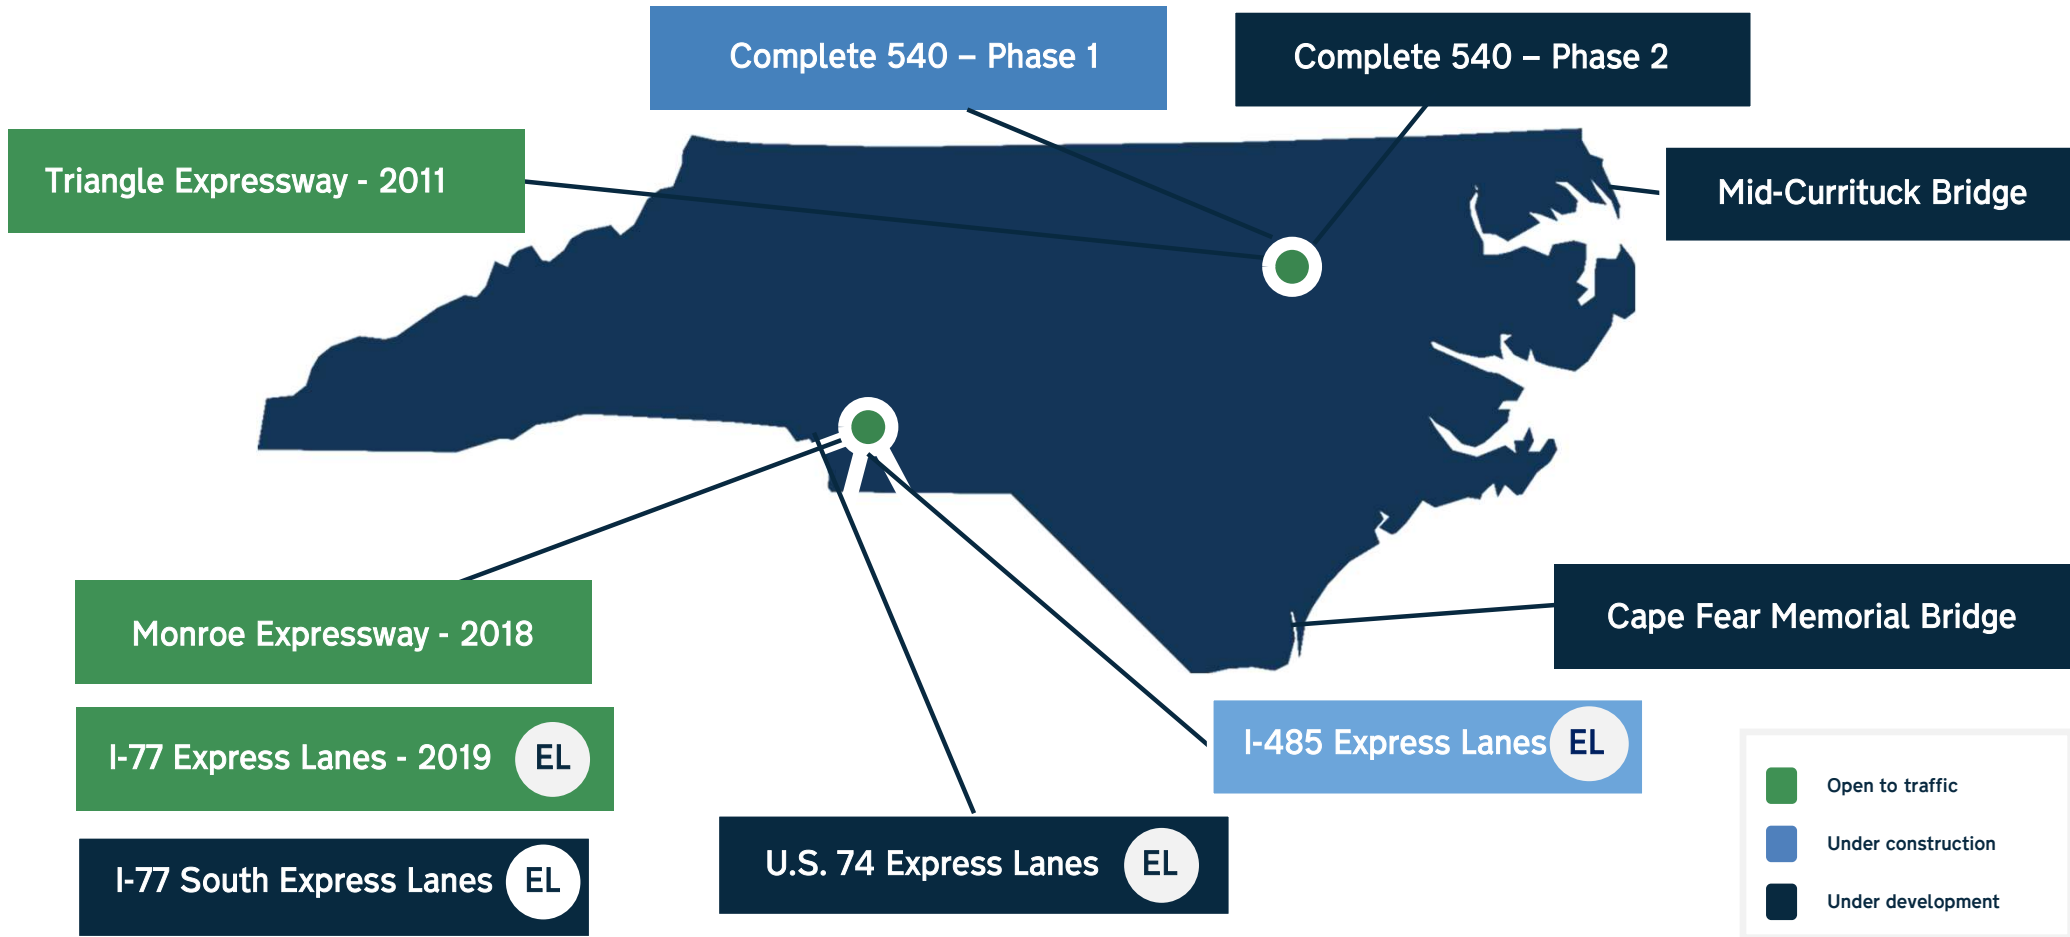 Complete 540 – Phase 1
Complete 540 – Phase 2
Triangle Expressway - 2011
Mid-Currituck Bridge
Monroe Expressway - 2018
Cape Fear Memorial Bridge
I-77 Express Lanes - 2019 EL
I-485 Express Lanes EL
I-77 South Express Lanes EL
U.S. 74 Express Lanes EL
Open to traffic
Under construction
Under development